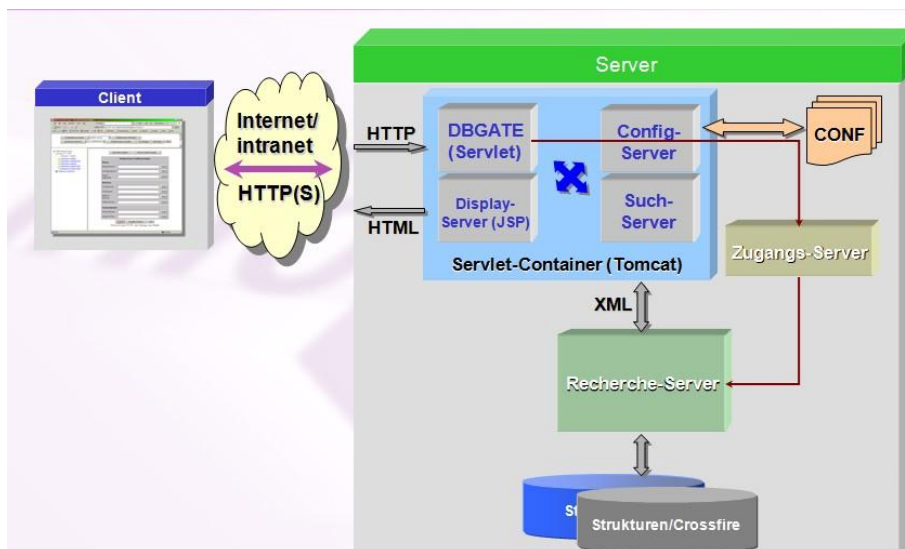 Server
Client
Internet/
intranet
HTTP(S)
HTTP
HTML
DBGATE
(Servlet)
Config-
Server
Display-
Server (JSP)
Such-
Server
Servlet-Container (Tomcat)
CONF
Zugangs-Server
XML
Recherche-Server
Strukturen/Crossfire